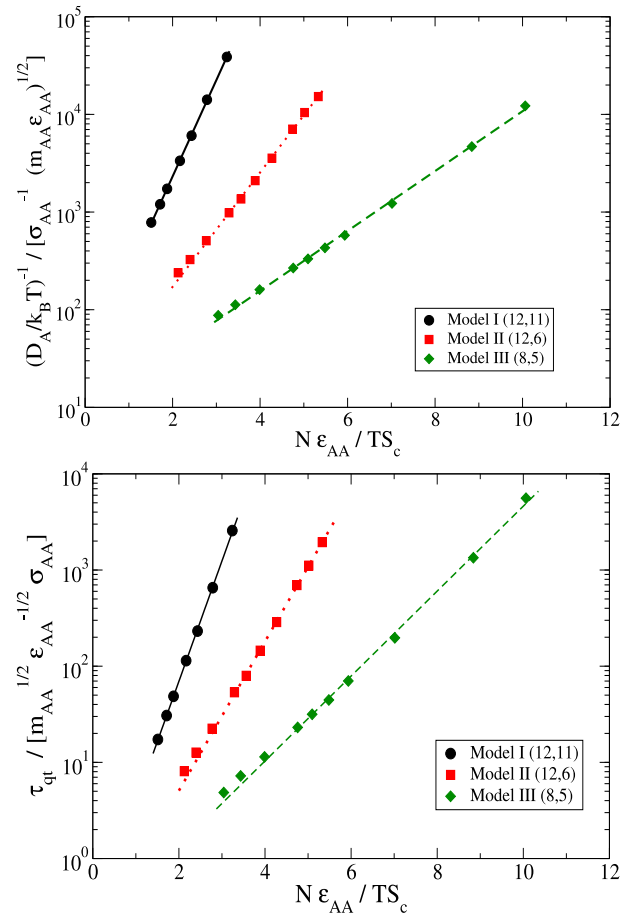 10^5
10^4
10^3
10^2
10^1
(D_A/k_BT)^-1 / [σ_AA^-1 (m_AA ε_AA)^1/2]
Model I (12,11)
Model II (12,6)
Model III (8,5)
0 2 4 6 8 10 12
N ε_AA / TS_c
10^4
10^3
10^2
10^1
10^0
τ_qt / [m_AA^1/2 ε_AA^-1/2 σ_AA]
Model I (12,11)
Model II (12,6)
Model III (8,5)
0 2 4 6 8 10 12
N ε_AA / TS_c